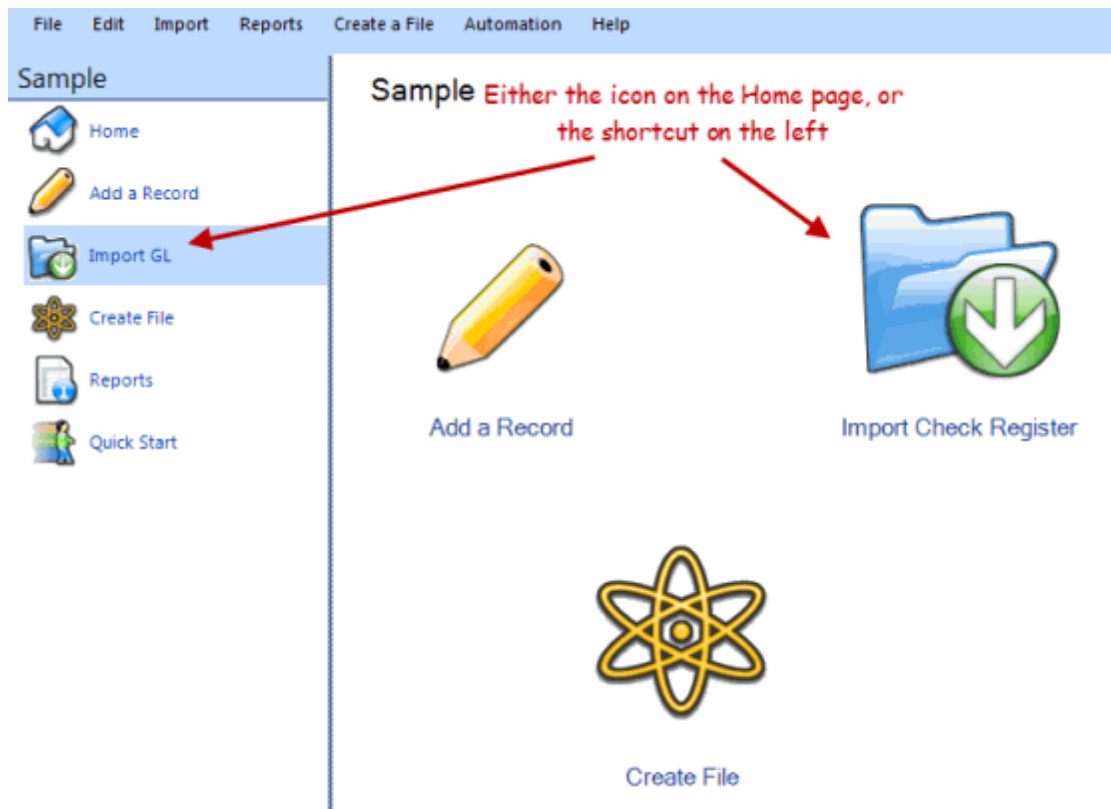 File Edit Import Reports Create a File Automation Help
Sample
Home
Add a Record
Import GL
Create File
Reports
Quick Start
Sample Either the icon on the Home page, or
the shortcut on the left
Add a Record
Import Check Register
Create File